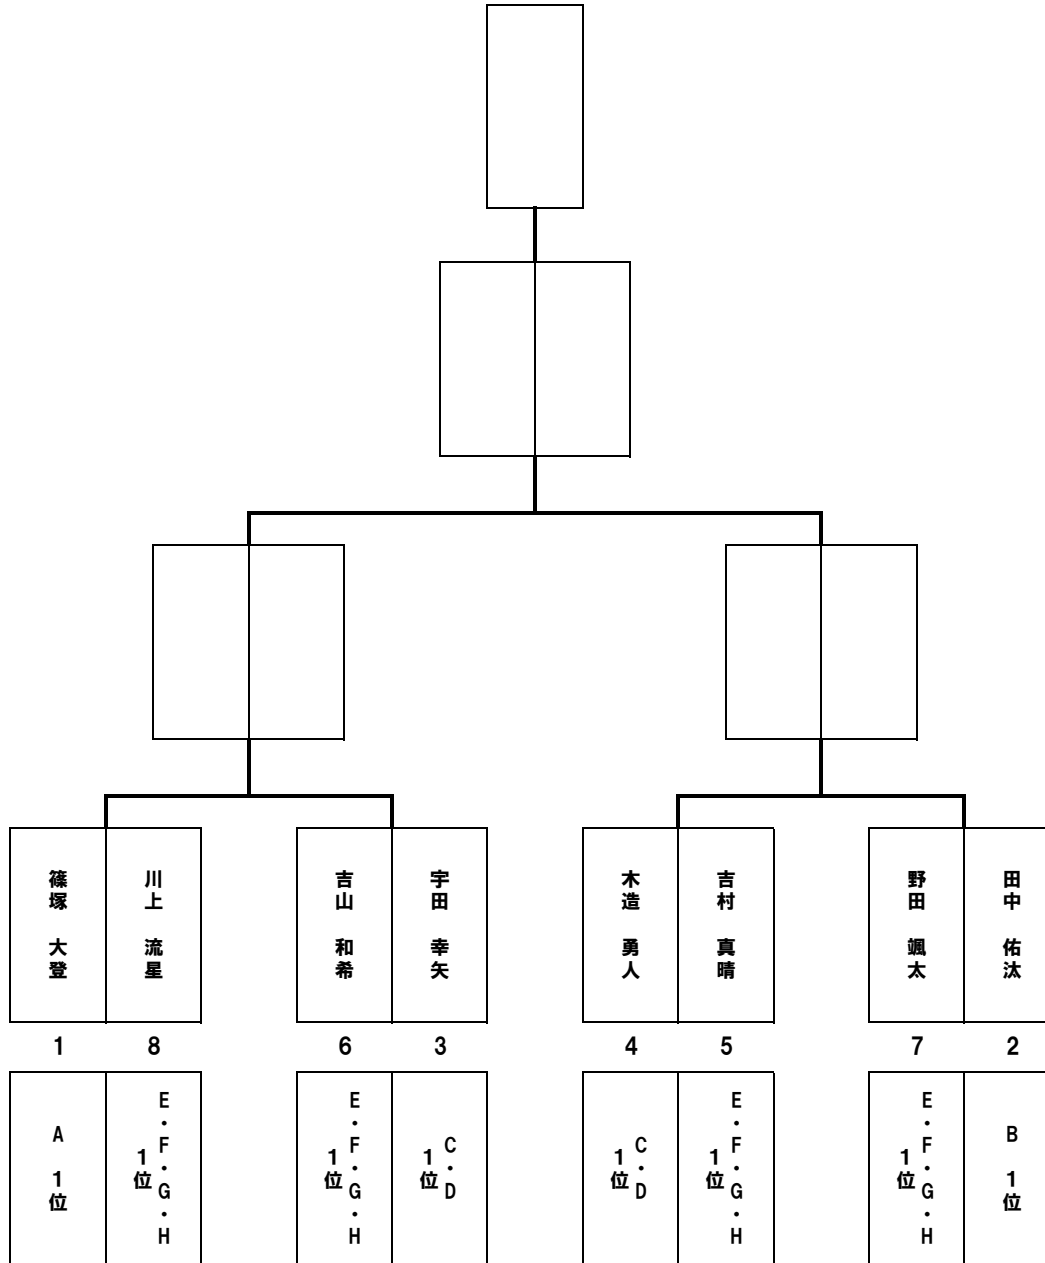 篠塚 大登
川上 流星
吉山 和希
宇田 幸矢
木造 勇人
吉村 真晴
野田 颯太
田中 佑汰
1
8
6
3
4
5
7
2
A 1位
E・F・G・H
1位
E・F・G・H
1位
C・D
1位
C・D
1位
E・F・G・H
1位
E・F・G・H
1位
B 1位